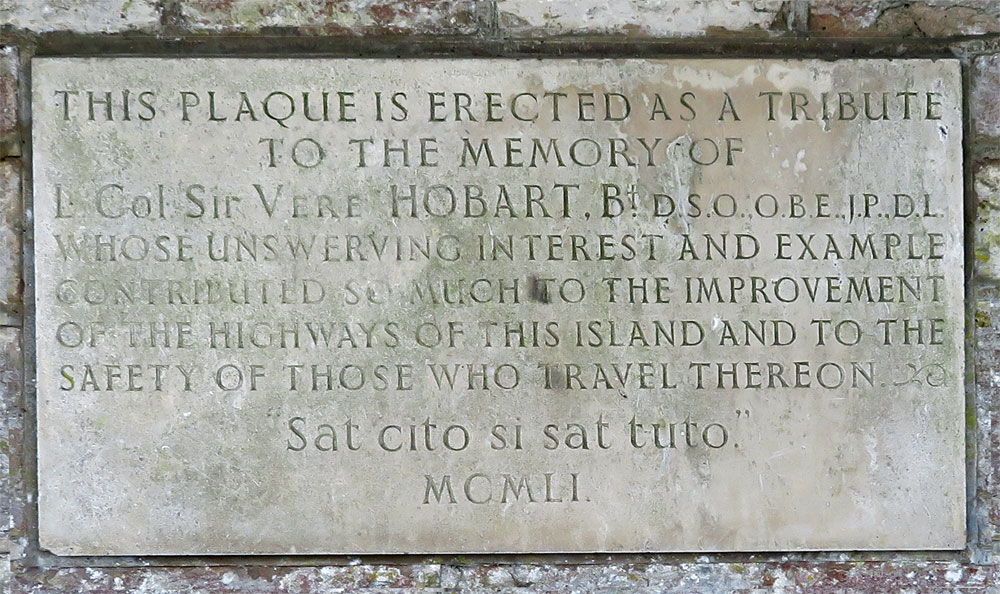 THIS PLAQUE IS ERECTED AS A TRIBUTE
TO THE MEMORY OF
Lt Col Sir VERE HOBART, Bt D.S.O., O.B.E., J.P., D.L.
WHOSE UNSWERVING INTEREST AND EXAMPLE
CONTRIBUTED SO MUCH TO THE IMPROVEMENT
OF THE HIGHWAYS OF THIS ISLAND AND TO THE
SAFETY OF THOSE WHO TRAVEL THEREON.
"Sat cito si sat tuto."
MCMLI.